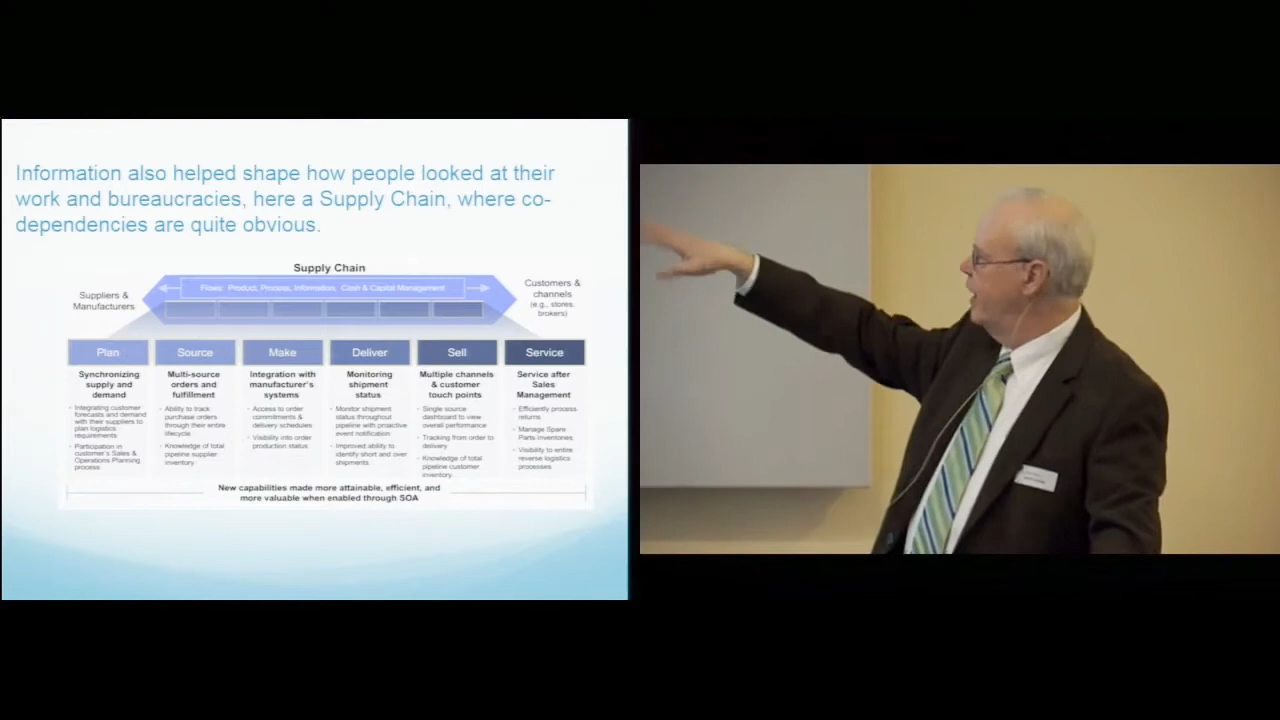 Information also helped shape how people looked at their
work and bureaucracies, here a Supply Chain, where co-
dependencies are quite obvious.
Supply Chain
Suppliers &
Manufacturers
Flows: Product, Process, Information, Cash & Capital Management
Customers &
channels
(e.g., stores,
brokers)
Plan
Synchronizing
supply and
demand
- Integrating customer
forecasts and demand
with their suppliers to
plan logistics
requirements
- Participation in
customer's Sales &
Operations Planning
process
Source
Multi-source
orders and
fulfillment
- Ability to track
purchase orders
through their entire
lifecycle
- Knowledge of total
pipeline supplier
inventory
Make
Integration with
manufacturer's
systems
- Access to order
commitments &
delivery schedules
- Visibility into order
production status
Deliver
Monitoring
shipment
status
- Monitor shipment
status throughout
pipeline with proactive
event notification
- Improved ability to
identify short and over
shipments.
Sell
Multiple channels
& customer
touch points
- Single source
dashboard to view
overall performance
- Tracking from order to
delivery
- Knowledge of total
pipeline customer
inventory.
Service
Service after
Sales
Management
- Efficiently process
returns
- Manage Spare
Parts Inventories
- Visibility to entire
reverse logistics
processes
New capabilities made more attainable, efficient, and
more valuable when enabled through SOA